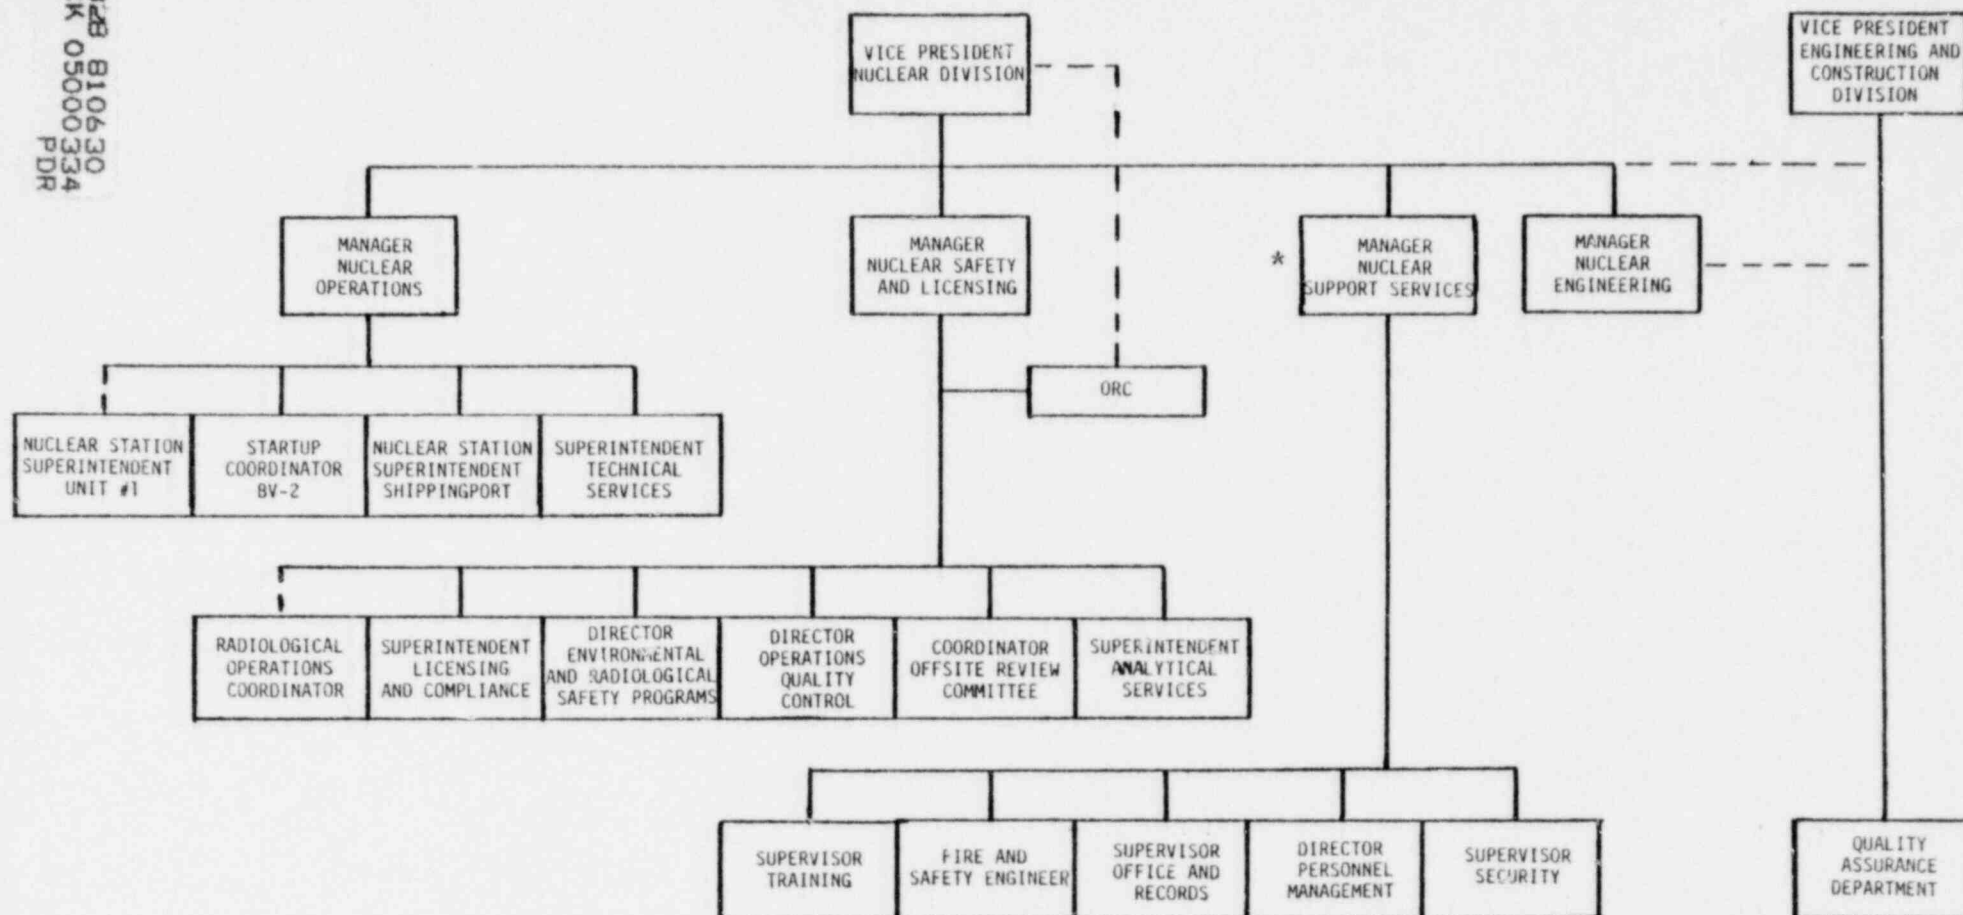 B 810630
K 05000334
PDR
VICE PRESIDENT
NUCLEAR DIVISION
VICE PRESIDENT
ENGINEERING AND
CONSTRUCTION
DIVISION
MANAGER
NUCLEAR
OPERATIONS
MANAGER
NUCLEAR SAFETY
AND LICENSING
*
MANAGER
NUCLEAR
SUPPORT SERVICES
MANAGER
NUCLEAR
ENGINEERING
ORC
NUCLEAR STATION
SUPERINTENDENT
UNIT #1
STARTUP
COORDINATOR
BV-2
NUCLEAR STATION
SUPERINTENDENT
SHIPPINGPORT
SUPERINTENDENT
TECHNICAL
SERVICES
RADIOLOGICAL
OPERATIONS
COORDINATOR
SUPERINTENDENT
LICENSING
AND COMPLIANCE
DIRECTOR
ENVIRONMENTAL
AND RADIOLOGICAL
SAFETY PROGRAMS
DIRECTOR
OPERATIONS
QUALITY
CONTROL
COORDINATOR
OFFSITE REVIEW
COMMITTEE
SUPERINTENDENT
ANALYTICAL
SERVICES
SUPERVISOR
TRAINING
FIRE AND
SAFETY ENGINEER
SUPERVISOR
OFFICE AND
RECORDS
DIRECTOR
PERSONNEL
MANAGEMENT
SUPERVISOR
SECURITY
QUALITY
ASSURANCE
DEPARTMENT